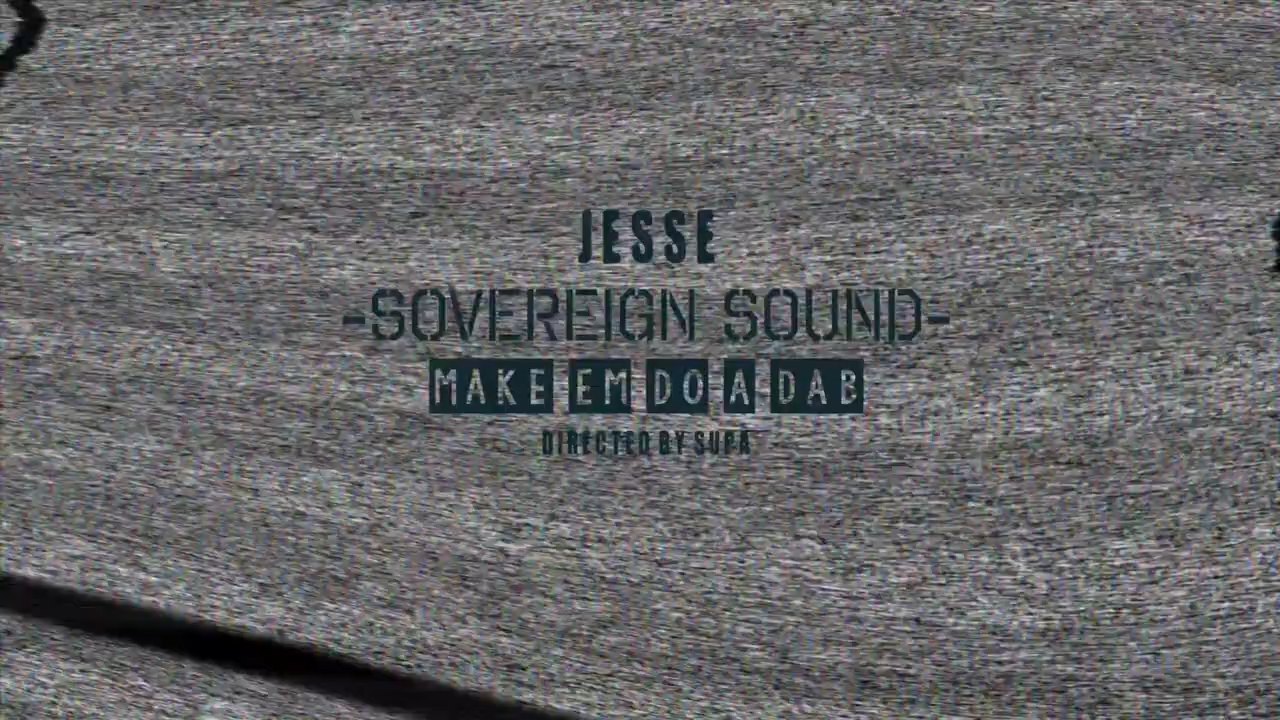 JESSE
-SOVEREIGN SOUND-
MAKE EM DO A DAB
DIRECTED BY SUPA